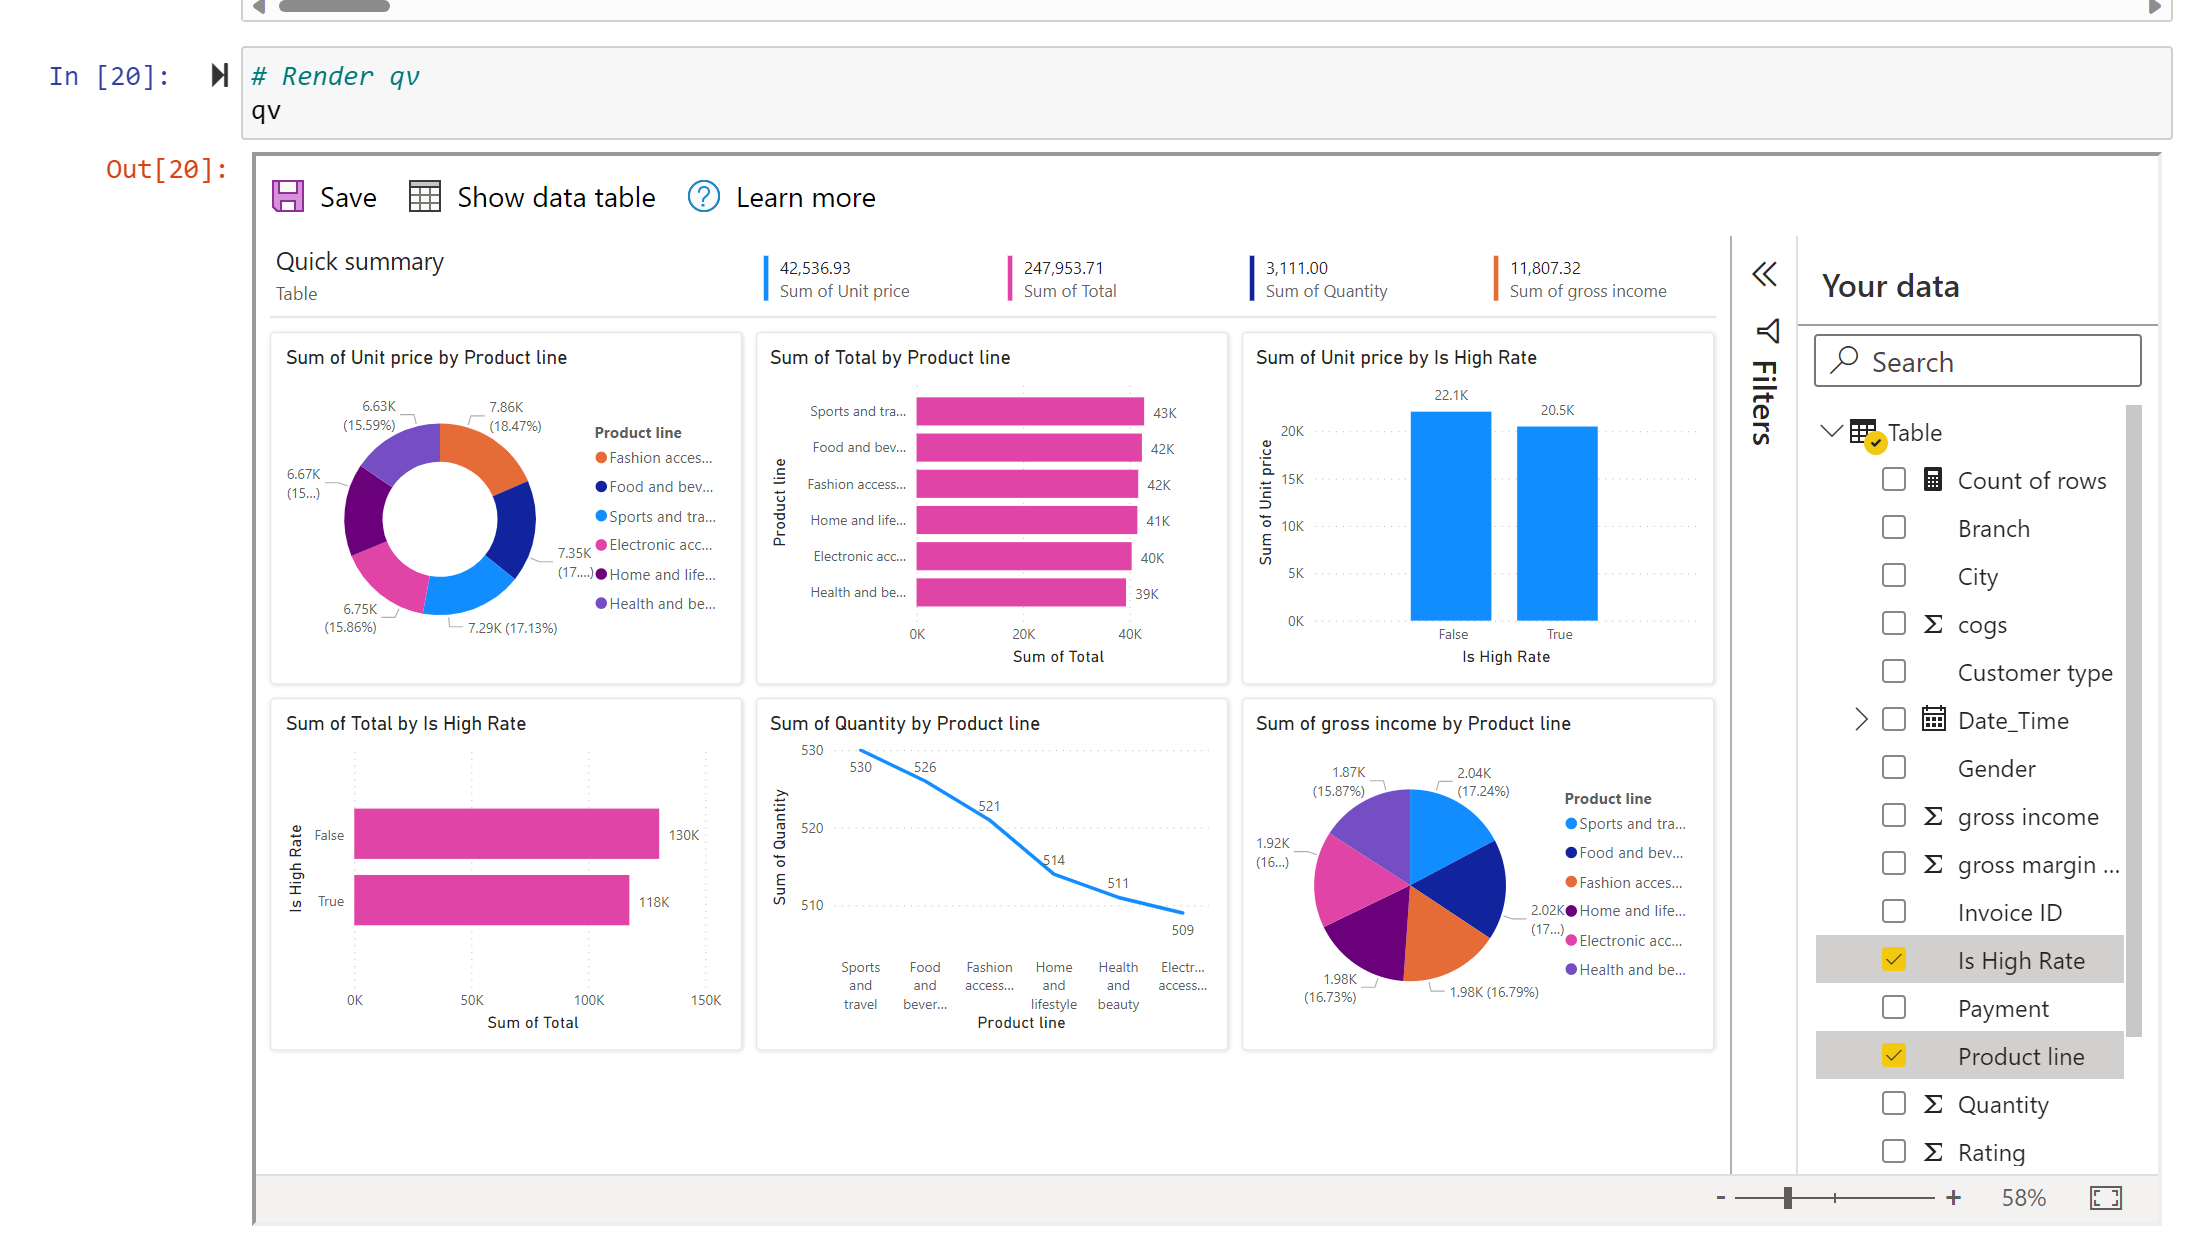 In [20]:
# Render qv
qv
Out[20]:
Save
Show data table
Learn more
Quick summary
Table
42,536.93
Sum of Unit price
247,953.71
Sum of Total
3,111.00
Sum of Quantity
11,807.32
Sum of gross income
Sum of Unit price by Product line
6.63K
(15.59%)
7.86K
(18.47%)
6.67K
(15...)
7.35K
(17....)
6.75K
(15.86%)
7.29K (17.13%)
Product line
Fashion acces...
Food and bev...
Sports and tra...
Electronic acc...
Home and life...
Health and be...
Sum of Total by Product line
Product line
Sports and tra...
43K
Food and bev...
42K
Fashion access...
42K
Home and life...
41K
Electronic acc...
40K
Health and be...
39K
0K
20K
40K
Sum of Total
Sum of Unit price by Is High Rate
Sum of Unit price
22.1K
20.5K
20K
15K
10K
5K
0K
False
True
Is High Rate
Sum of Total by Is High Rate
Is High Rate
False
130K
True
118K
0K
50K
100K
150K
Sum of Total
Sum of Quantity by Product line
Sum of Quantity
530
520
510
530
526
521
514
511
509
Sports
and
travel
Food
and
bever...
Fashion
access...
Home
and
lifestyle
Health
and
beauty
Electr...
access...
Product line
Sum of gross income by Product line
1.87K
(15.87%)
2.04K
(17.24%)
1.92K
(16...)
2.02K
(17...)
1.98K
(16.73%)
1.98K (16.79%)
Product line
Sports and tra...
Food and bev...
Fashion acces...
Home and life...
Electronic acc...
Health and be...
Filters
Your data
Search
Table
Count of rows
Branch
City
Σ cogs
Customer type
Date_Time
Gender
Σ gross income
Σ gross margin ...
Invoice ID
Is High Rate
Payment
Product line
Σ Quantity
Σ Rating
- + 58%